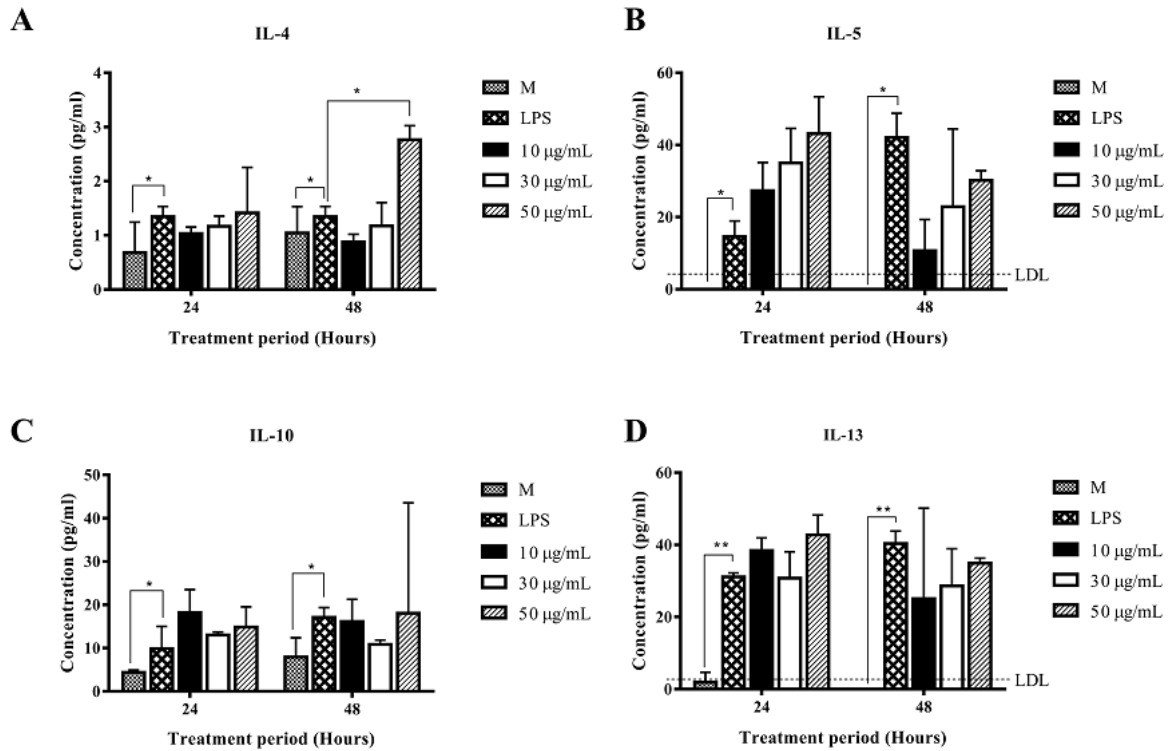 A
IL-4
Concentration (pg/ml)
4
3
2
1
0
*
*
*
24
48
Treatment period (Hours)
M
LPS
10 µg/mL
30 µg/mL
50 µg/mL
B
IL-5
Concentration (pg/ml)
60
40
20
0
*
*
LDL
24
48
Treatment period (Hours)
M
LPS
10 µg/mL
30 µg/mL
50 µg/mL
C
IL-10
Concentration (pg/ml)
50
40
30
20
10
0
*
*
24
48
Treatment period (Hours)
M
LPS
10 µg/mL
30 µg/mL
50 µg/mL
D
IL-13
Concentration (pg/ml)
60
40
20
0
**
**
LDL
24
48
Treatment period (Hours)
M
LPS
10 µg/mL
30 µg/mL
50 µg/mL